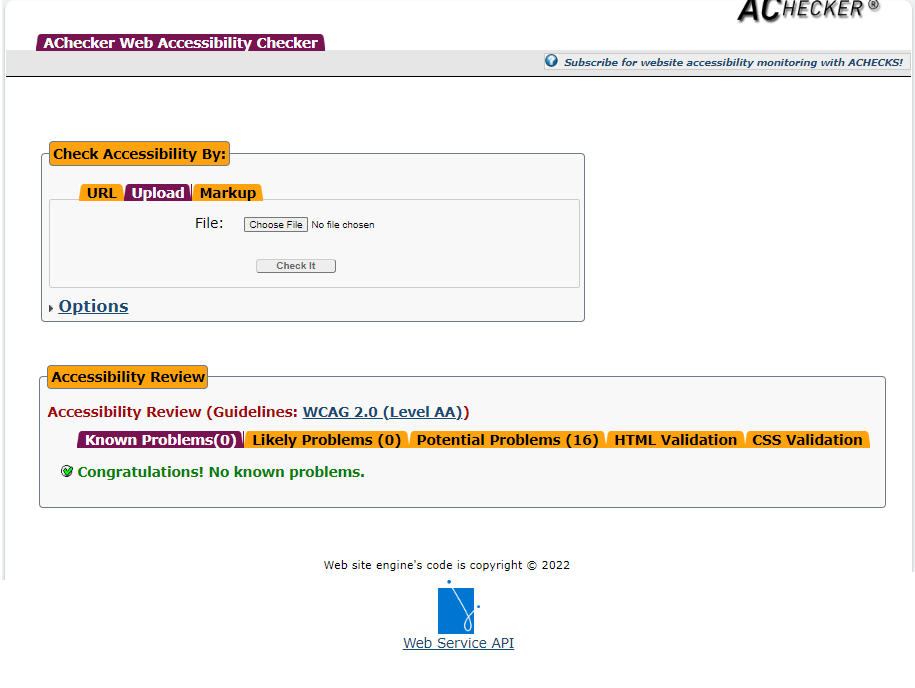 ACHECKER®
AChecker Web Accessibility Checker
Subscribe for website accessibility monitoring with ACHECKS!
Check Accessibility By:
URL Upload Markup
File: Choose File No file chosen
Check It
Options
Accessibility Review
Accessibility Review (Guidelines: WCAG 2.0 (Level AA))
Known Problems(0) Likely Problems (0) Potential Problems (16) HTML Validation CSS Validation
Congratulations! No known problems.
Web site engine's code is copyright © 2022
Web Service API